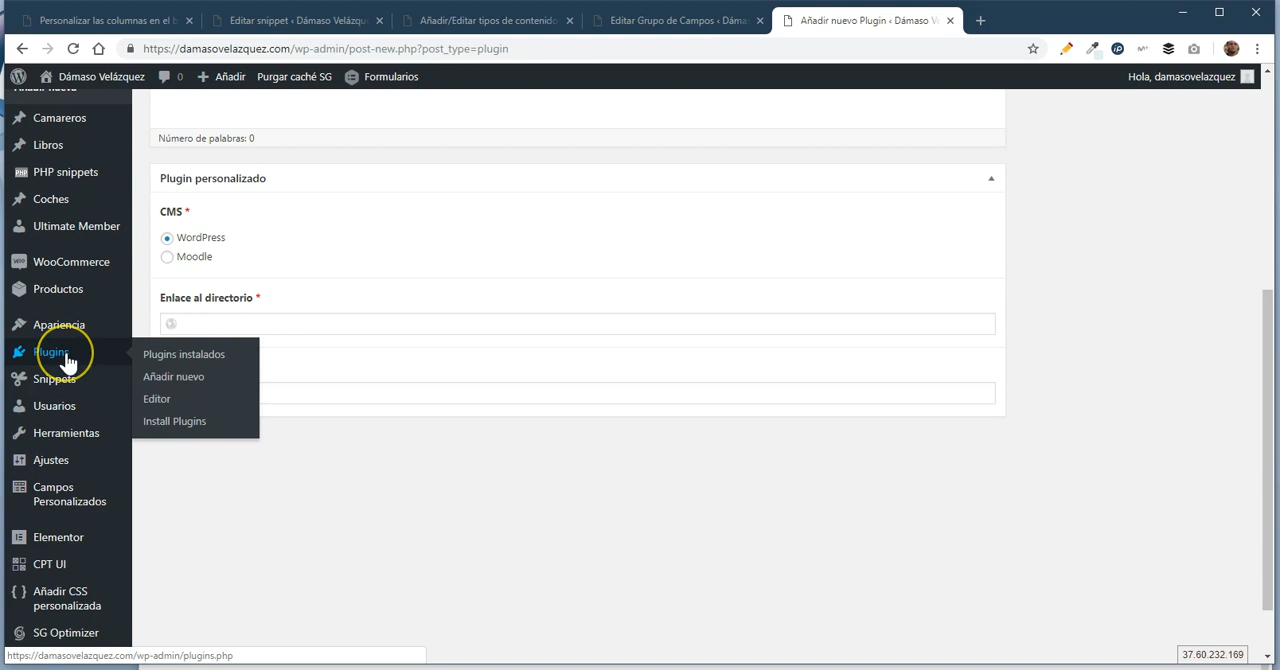 Personalizar las columnas en el b
Editar snippet ‹ Dámaso Velázqu
Añadir/Editar tipos de contenido
Editar Grupo de Campos ‹ Dáma
Añadir nuevo Plugin ‹ Dámaso V
https://damasovelazquez.com/wp-admin/post-new.php?post_type=plugin
Dámaso Velázquez
0
Añadir
Purgar caché SG
Formularios
Hola, damasovelazquez
Añadir nueva
Camareros
Libros
PHP snippets
Coches
Ultimate Member
WooCommerce
Productos
Apariencia
Plugins
Snippets
Usuarios
Herramientas
Ajustes
Campos
Personalizados
Elementor
CPT UI
Añadir CSS
personalizada
SG Optimizer
Plugins instalados
Añadir nuevo
Editor
Install Plugins
Número de palabras: 0
Plugin personalizado
CMS *
WordPress
Moodle
Enlace al directorio *
https://damasovelazquez.com/wp-admin/plugins.php
37.60.232.169